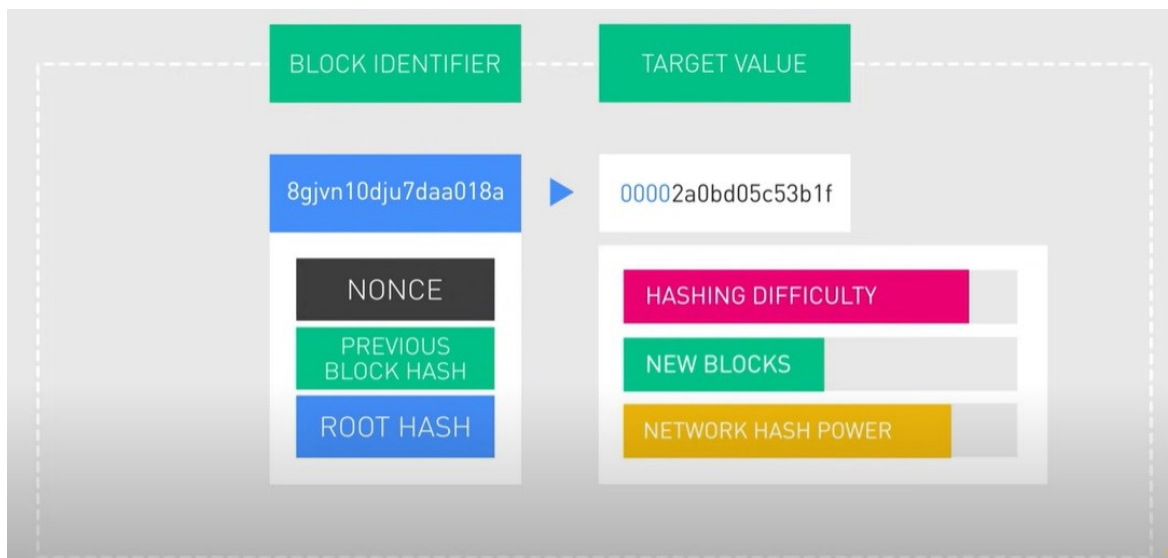 BLOCK IDENTIFIER
TARGET VALUE
8gjvn10dju7daa018a
00002a0bd05c53b1f
NONCE
PREVIOUS
BLOCK HASH
ROOT HASH
HASHING DIFFICULTY
NEW BLOCKS
NETWORK HASH POWER